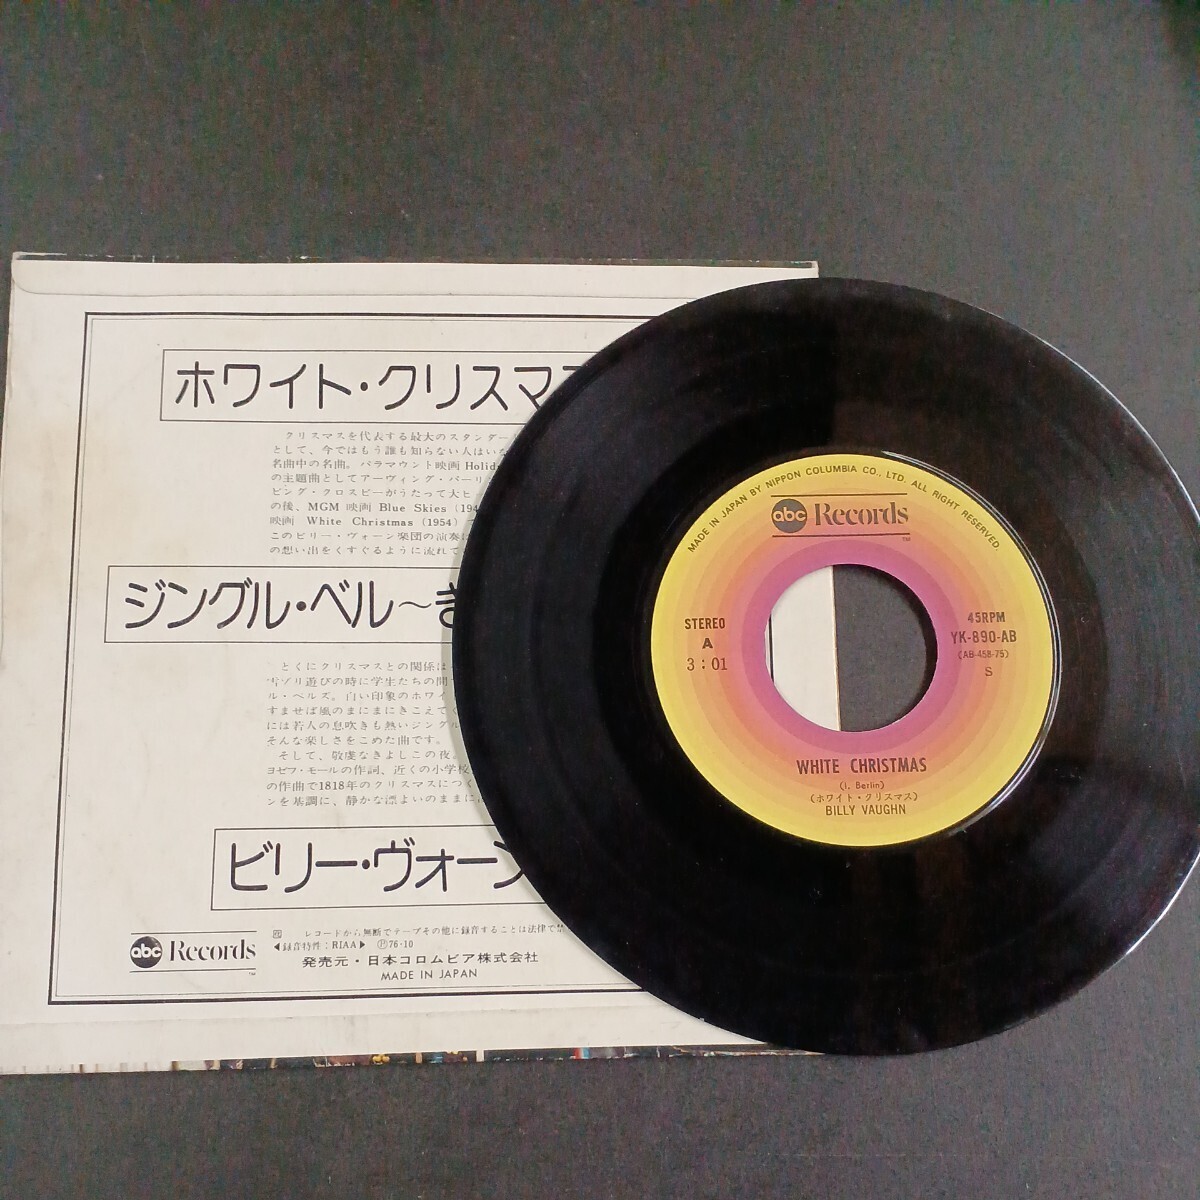 ホワイト・クリスマス
クリスマスを代表する最大のスタンダード
として、今ではもう誰も知らない人はいな
名曲中の名曲。パラマウント映画 Holid
の主題曲としてアーヴィング・バーリ
ビング・クロスビーがうたって大ヒ
の後、MGM 映画 Blue Skies (194
映画 White Christmas (1954)
このビリー・ヴォーン楽団の演奏は
の想い出をくすぐるように流れて
ジングル・ベル〜き
とくにクリスマスとの関係は
雪ゾリ遊びの時に学生たちの間
ル・ベルズ。白い印象のホワイ
すませば風のまにまにきこえて
には若人の息吹きも熱いジングル
そんな楽しさをこめた曲です。
そして、敬虔なきよしこの夜。
ヨゼフ・モールの作詞、近くの小学校
の作曲で1818年のクリスマスにつく
ンを基調に、静かな漂よいのままに
ビリー・ヴォーン
abc Records™
レコードから無断でテープその他に録音することは法律で禁
◀録音特性:RIAA▶ Ⓟ76·10
発売元・日本コロムビア株式会社
MADE IN JAPAN
MADE IN JAPAN BY NIPPON COLUMBIA CO., LTD. ALL RIGHT RESERVED.
abc Records™
STEREO
A
3:01
45RPM
YK-890-AB
(AB-458-75)
S
WHITE CHRISTMAS
(I. Berlin)
(ホワイト・クリスマス)
BILLY VAUGHN